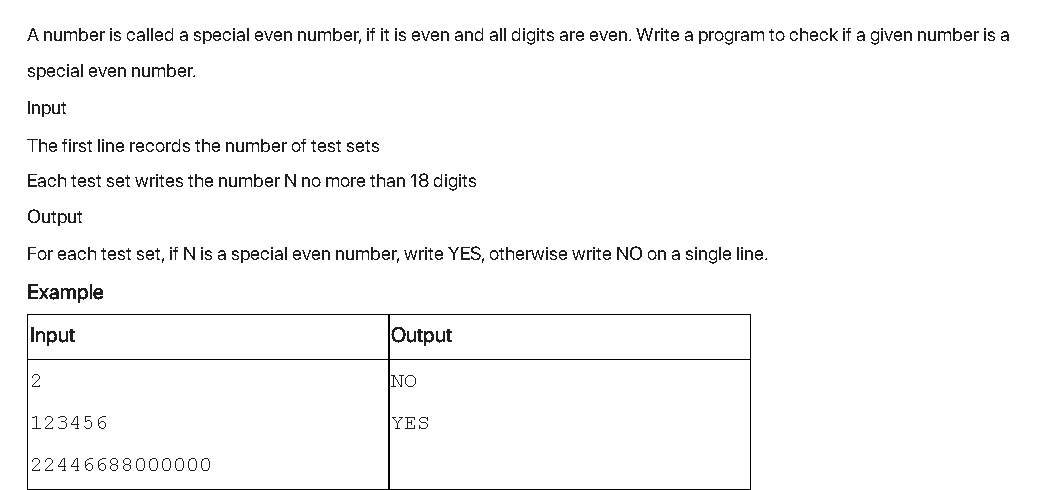 A number is called a special even number, if it is even and all digits are even. Write a program to check if a given number is a
special even number.
Input
The first line records the number of test sets
Each test set writes the number N no more than 18 digits
Output
For each test set, if N is a special even number, write YES, otherwise write NO on a single line.
Example
Input Output
2 NO
123456 YES
22446688000000